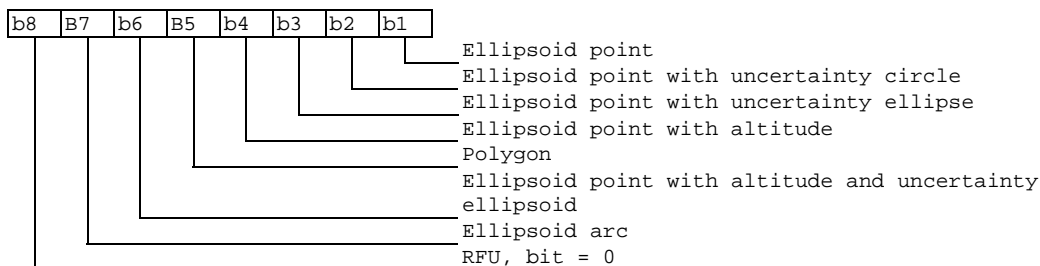 b8 B7 b6 B5 b4 b3 b2 b1
Ellipsoid point
Ellipsoid point with uncertainty circle
Ellipsoid point with uncertainty ellipse
Ellipsoid point with altitude
Polygon
Ellipsoid point with altitude and uncertainty
ellipsoid
Ellipsoid arc
RFU, bit = 0